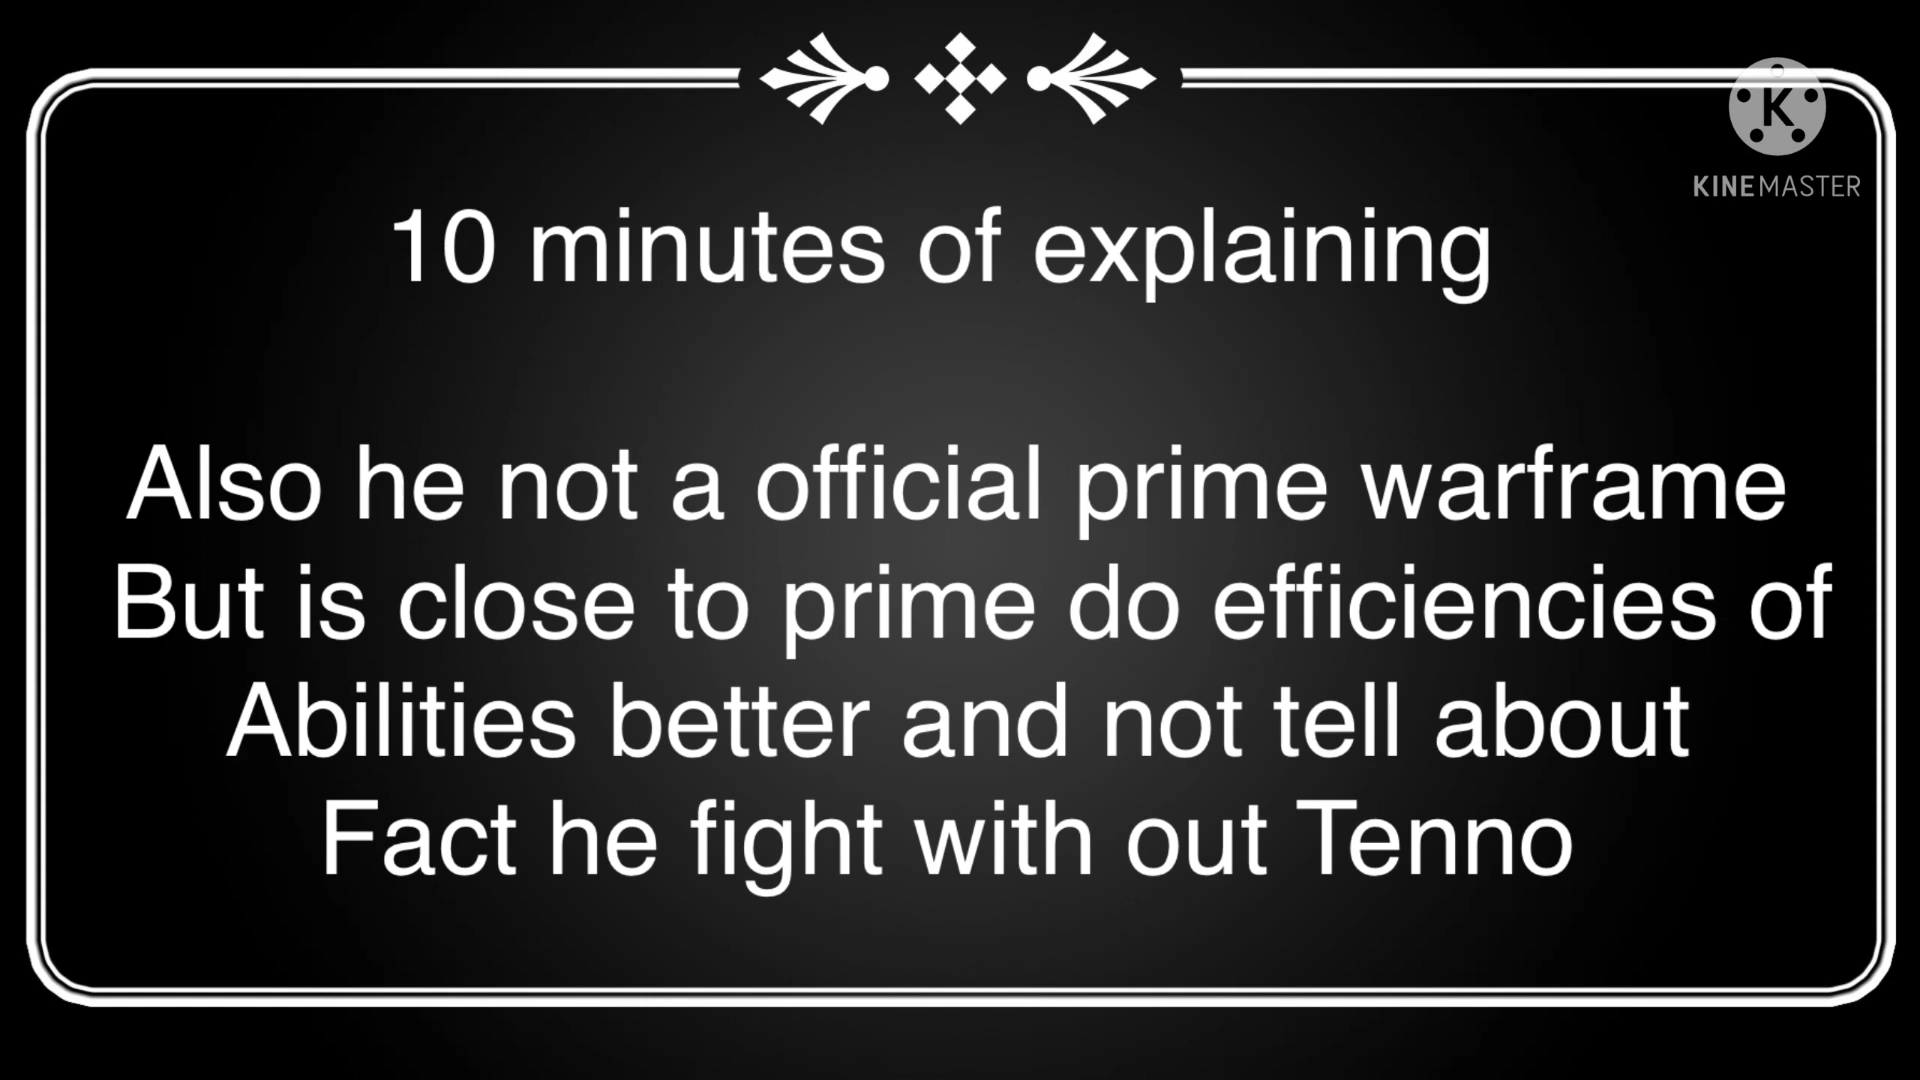 K
KINEMASTER
10 minutes of explaining
Also he not a official prime warframe
But is close to prime do efficiencies of
Abilities better and not tell about
Fact he fight with out Tenno